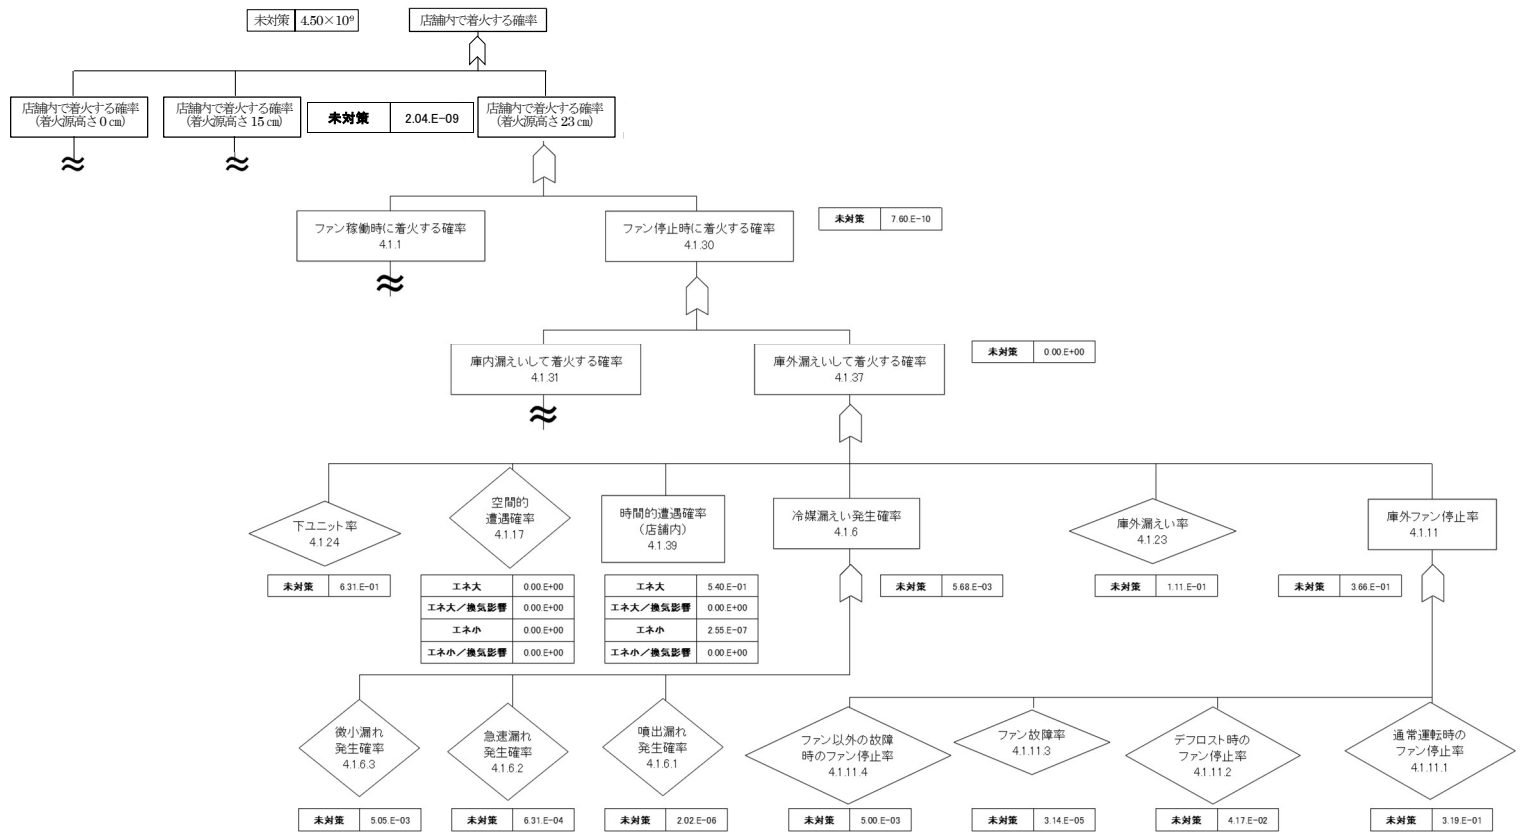 未対策 4.50×10⁹
店舗内で着火する確率
店舗内で着火する確率
（着火源高さ0㎝）
店舗内で着火する確率
（着火源高さ15㎝）
未対策 2.04.E-09
店舗内で着火する確率
（着火源高さ23㎝）
ファン稼働時に着火する確率
4.1.1
ファン停止時に着火する確率
4.1.30
未対策 7.60.E-10
庫内漏えいして着火する確率
4.1.31
庫外漏えいして着火する確率
4.1.37
未対策 0.00.E+00
下ユニット率
4.1.24
未対策 6.31.E-01
空間的
遭遇確率
4.1.17
エネ大 0.00.E+00
エネ大／換気影響 0.00.E+00
エネ小 0.00.E+00
エネ小／換気影響 0.00.E+00
時間的遭遇確率
（店舗内）
4.1.39
エネ大 5.40.E-01
エネ大／換気影響 0.00.E+00
エネ小 2.55.E-07
エネ小／換気影響 0.00.E+00
冷媒漏えい発生確率
4.1.6
未対策 5.68.E-03
庫外漏えい率
4.1.23
未対策 1.11.E-01
庫外ファン停止率
4.1.11
未対策 3.66.E-01
微小漏れ
発生確率
4.1.6.3
未対策 5.05.E-03
急速漏れ
発生確率
4.1.6.2
未対策 6.31.E-04
噴出漏れ
発生確率
4.1.6.1
未対策 2.02.E-06
ファン以外の故障
時のファン停止率
4.1.11.4
未対策 5.00.E-03
ファン故障率
4.1.11.3
未対策 3.14.E-05
デフロスト時の
ファン停止率
4.1.11.2
未対策 4.17.E-02
通常運転時の
ファン停止率
4.1.11.1
未対策 3.19.E-01